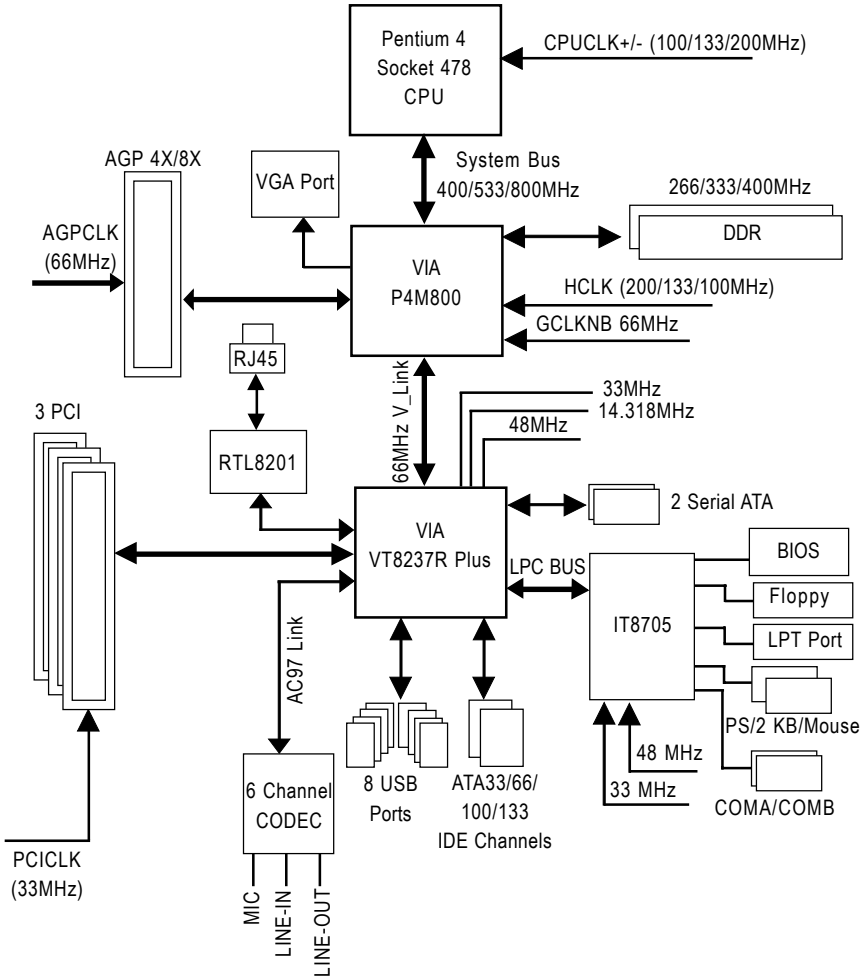 Pentium 4
Socket 478
CPU
CPUCLK+/- (100/133/200MHz)
AGP 4X/8X
VGA Port
System Bus
400/533/800MHz
266/333/400MHz
DDR
AGPCLK
(66MHz)
VIA
P4M800
HCLK (200/133/100MHz)
GCLKNB 66MHz
RJ45
66MHz V_Link
33MHz
14.318MHz
48MHz
3 PCI
RTL8201
VIA
VT8237R Plus
2 Serial ATA
LPC BUS
BIOS
IT8705
Floppy
LPT Port
PS/2 KB/Mouse
AC97 Link
48 MHz
33 MHz
COMA/COMB
6 Channel
CODEC
8 USB
Ports
ATA33/66/
100/133
IDE Channels
PCICLK
(33MHz)
MIC
LINE-IN
LINE-OUT